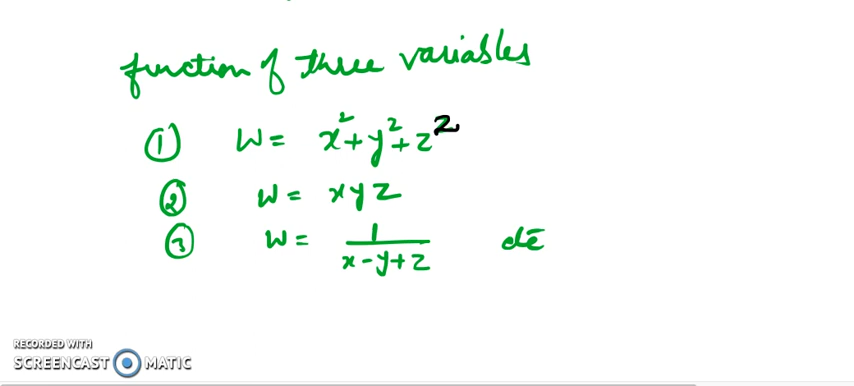 function of three variables
① W = x² + y² + z²
② W = xyz
③ W = 1/(x - y + z)
RECORDED WITH
SCREENCAST MATIC